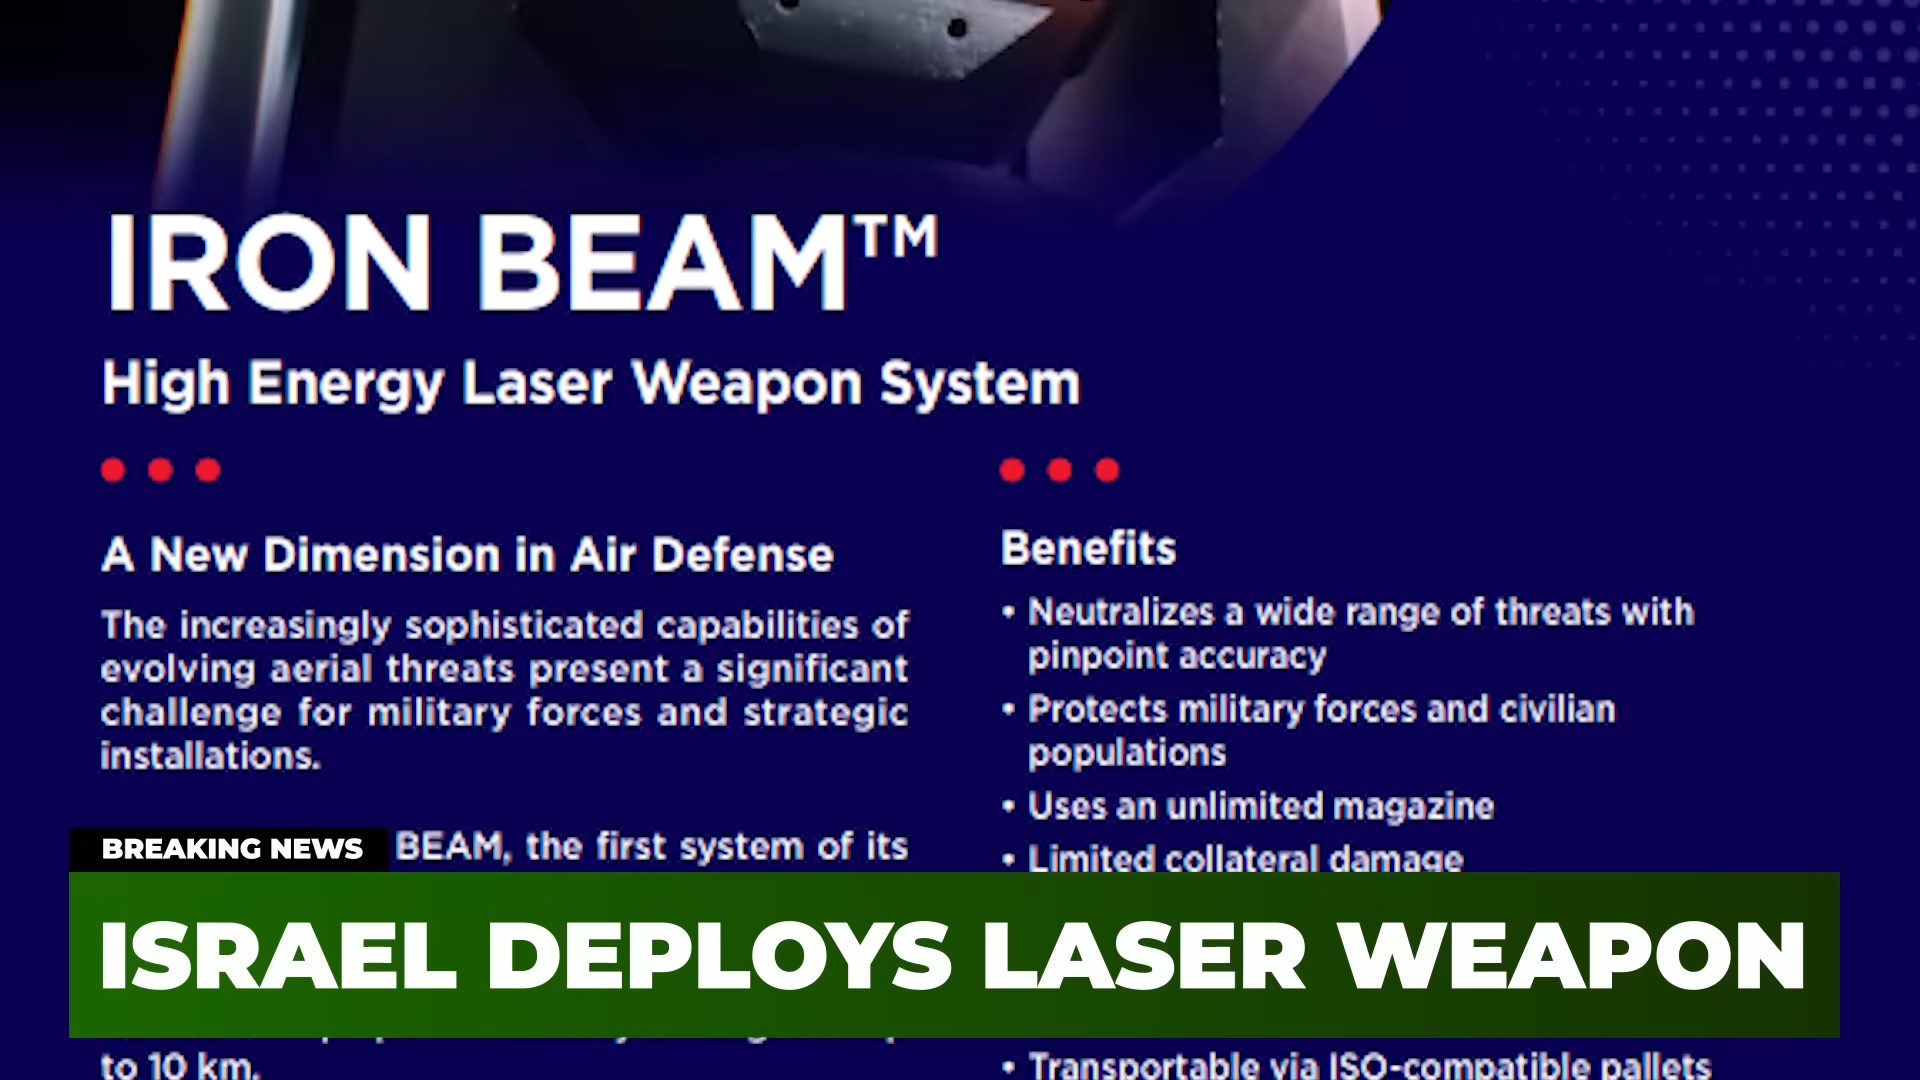 IRON BEAM™
High Energy Laser Weapon System
A New Dimension in Air Defense
The increasingly sophisticated capabilities of
evolving aerial threats present a significant
challenge for military forces and strategic
installations.
BEAM, the first system of its
to 10 km.
Benefits
• Neutralizes a wide range of threats with
pinpoint accuracy
• Protects military forces and civilian
populations
• Uses an unlimited magazine
• Limited collateral damage
• Transportable via ISO-compatible pallets
BREAKING NEWS
ISRAEL DEPLOYS LASER WEAPON